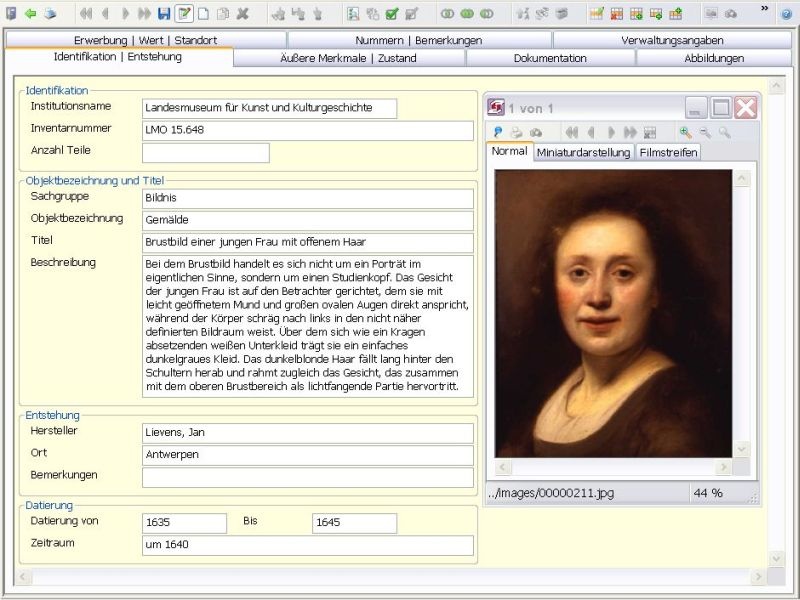 Erwerbung | Wert | Standort
Nummern | Bemerkungen
Verwaltungsangaben
Identifikation | Entstehung
Äußere Merkmale | Zustand
Dokumentation
Abbildungen
Identifikation
Institutionsname
Landesmuseum für Kunst und Kulturgeschichte
Inventarnummer
LMO 15.648
Anzahl Teile
Objektbezeichnung und Titel
Sachgruppe
Bildnis
Objektbezeichnung
Gemälde
Titel
Brustbild einer jungen Frau mit offenem Haar
Beschreibung
Bei dem Brustbild handelt es sich nicht um ein Porträt im
eigentlichen Sinne, sondern um einen Studienkopf. Das Gesicht
der jungen Frau ist auf den Betrachter gerichtet, dem sie mit
leicht geöffnetem Mund und großen ovalen Augen direkt anspricht,
während der Körper schräg nach links in den nicht näher
definierten Bildraum weist. Über dem sich wie ein Kragen
absetzenden weißen Unterkleid trägt sie ein einfaches
dunkelgraues Kleid. Das dunkelblonde Haar fällt lang hinter den
Schultern herab und rahmt zugleich das Gesicht, das zusammen
mit dem oberen Brustbereich als lichtfangende Partie hervortritt.
Entstehung
Hersteller
Lievens, Jan
Ort
Antwerpen
Bemerkungen
Datierung
Datierung von
1635
Bis
1645
Zeitraum
um 1640
1 von 1
Normal
Miniaturdarstellung
Filmstreifen
../images/00000211.jpg
44 %